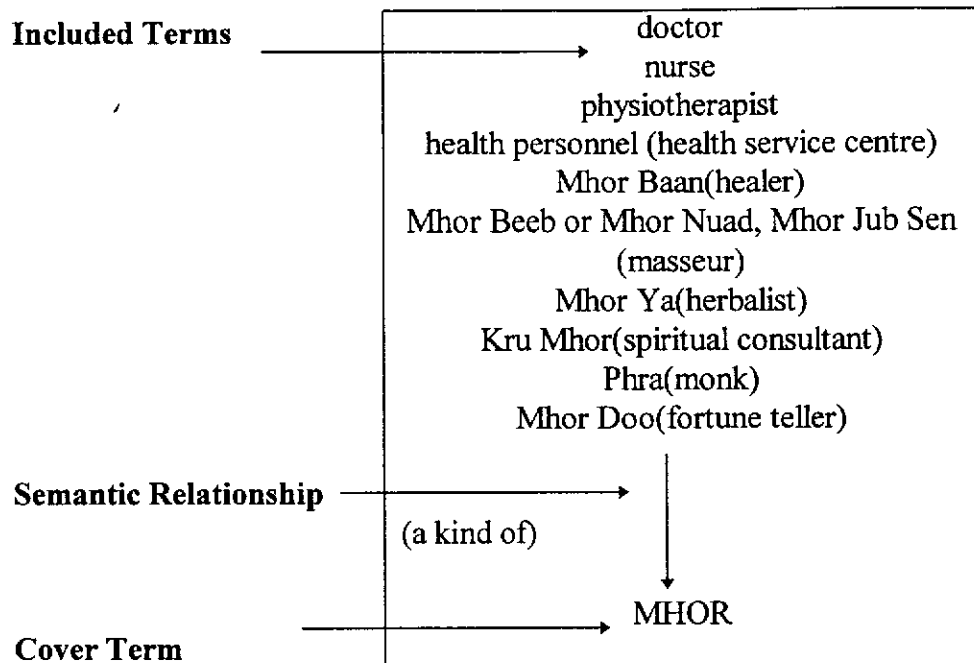 Included Terms
doctor
nurse
physiotherapist
health personnel (health service centre)
Mhor Baan(healer)
Mhor Beeb or Mhor Nuad, Mhor Jub Sen
(masseur)
Mhor Ya(herbalist)
Kru Mhor(spiritual consultant)
Phra(monk)
Mhor Doo(fortune teller)
Semantic Relationship
(a kind of)
MHOR
Cover Term